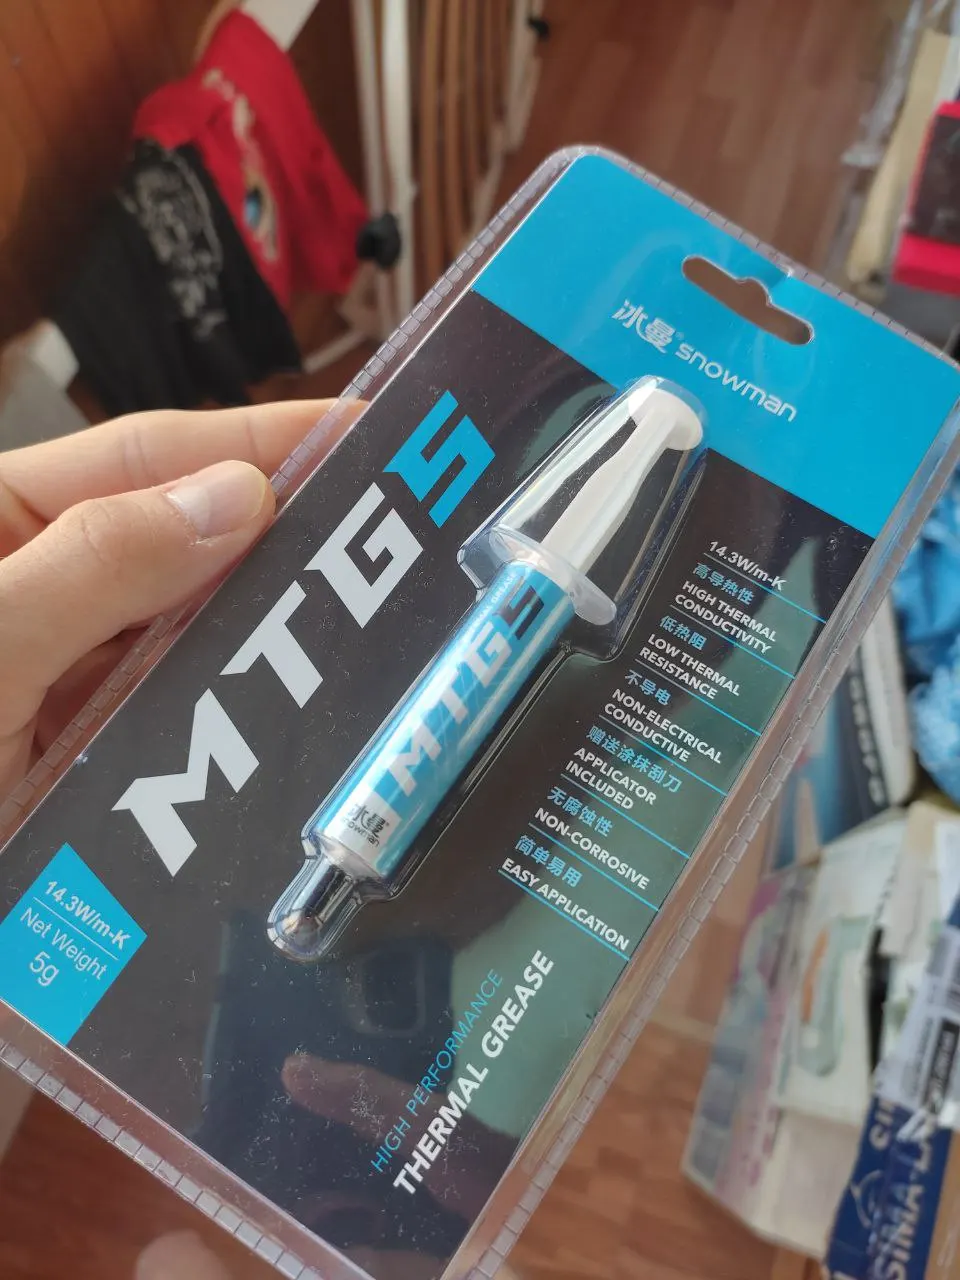 冰曼® snowman
MTG5
14.3W/m-K
高导热性
HIGH THERMAL
CONDUCTIVITY
低热阻
LOW THERMAL
RESISTANCE
不导电
NON-ELECTRICAL
CONDUCTIVE
赠送涂抹刮刀
APPLICATOR
INCLUDED
无腐蚀性
NON-CORROSIVE
简单易用
EASY APPLICATION
MTG5
冰曼
snowman
14.3W/m-K
Net Weight
5g
HIGH PERFORMANCE
THERMAL GREASE